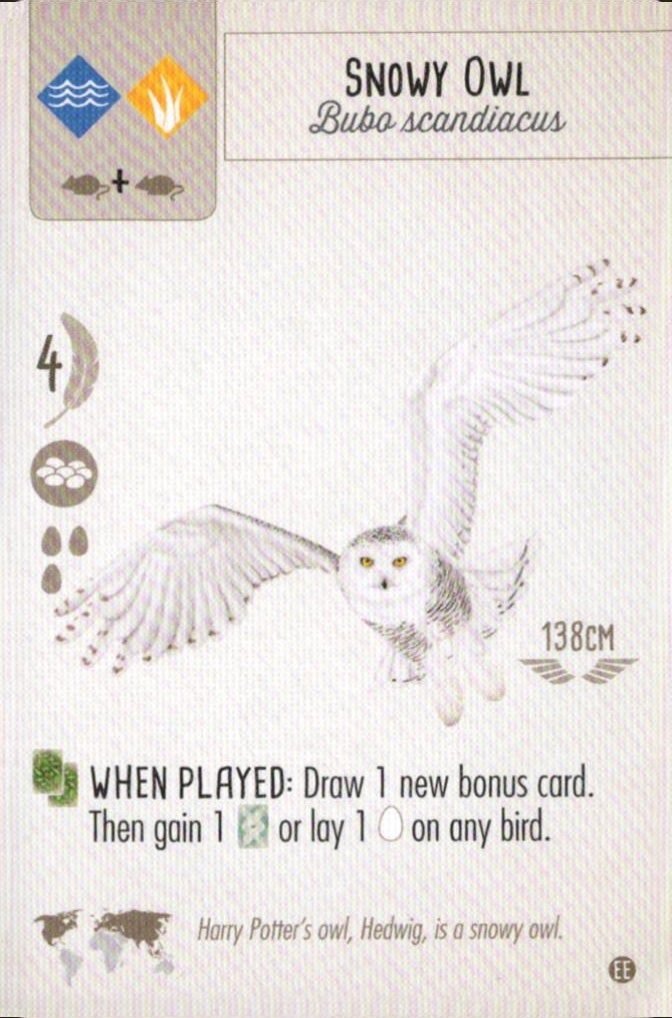 SNOWY OWL
Bubo scandiacus
+
4
138CM
WHEN PLAYED: Draw 1 new bonus card.
Then gain 1 or lay 1 on any bird.
Harry Potter's owl, Hedwig, is a snowy owl.
EE